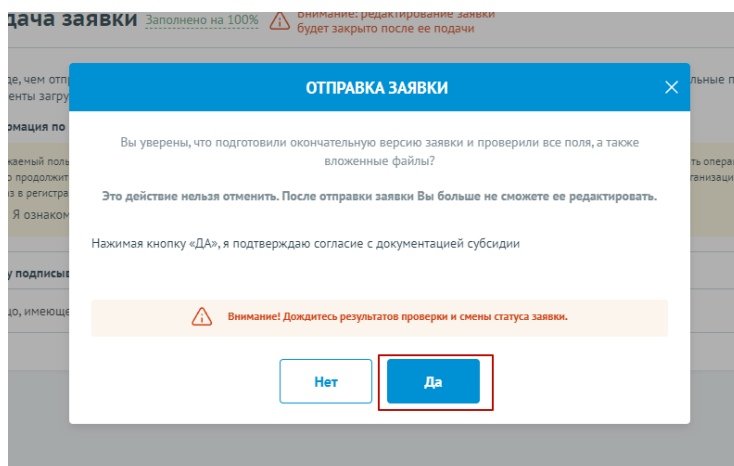 заявки Заполнено на 100% Внимание: редактирование заявки
будет закрыто после ее подачи
чем
ОТПРАВКА ЗАЯВКИ
по
Вы уверены, что подготовили окончательную версию заявки и проверили все поля, а также
вложенные файлы?
Это действие нельзя отменить. После отправки заявки Вы больше не сможете ее редактировать.
в
Я
Нажимая кнопку «ДА», я подтверждаю согласие с документацией субсидии
Внимание! Дождитесь результатов проверки и смены статуса заявки.
Нет
Да